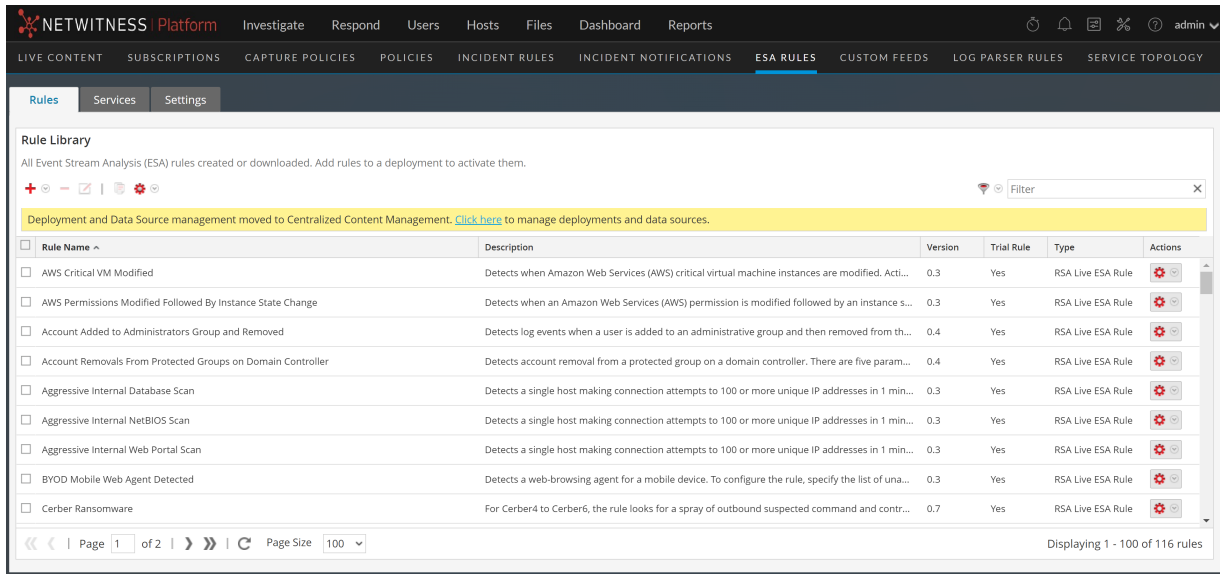 NETWITNESS Platform Investigate Respond Users Hosts Files Dashboard Reports admin
LIVE CONTENT SUBSCRIPTIONS CAPTURE POLICIES POLICIES INCIDENT RULES INCIDENT NOTIFICATIONS ESA RULES CUSTOM FEEDS LOG PARSER RULES SERVICE TOPOLOGY
Rules Services Settings
Rule Library
All Event Stream Analysis (ESA) rules created or downloaded. Add rules to a deployment to activate them.
Filter
Deployment and Data Source management moved to Centralized Content Management. Click here to manage deployments and data sources.
Rule Name Description Version Trial Rule Type Actions
AWS Critical VM Modified Detects when Amazon Web Services (AWS) critical virtual machine instances are modified. Acti... 0.3 Yes RSA Live ESA Rule
AWS Permissions Modified Followed By Instance State Change Detects when an Amazon Web Services (AWS) permission is modified followed by an instance s... 0.3 Yes RSA Live ESA Rule
Account Added to Administrators Group and Removed Detects log events when a user is added to an administrative group and then removed from th... 0.4 Yes RSA Live ESA Rule
Account Removals From Protected Groups on Domain Controller Detects account removal from a protected group on a domain controller. There are five param... 0.4 Yes RSA Live ESA Rule
Aggressive Internal Database Scan Detects a single host making connection attempts to 100 or more unique IP addresses in 1 min... 0.3 Yes RSA Live ESA Rule
Aggressive Internal NetBIOS Scan Detects a single host making connection attempts to 100 or more unique IP addresses in 1 min... 0.3 Yes RSA Live ESA Rule
Aggressive Internal Web Portal Scan Detects a single host making connection attempts to 100 or more unique IP addresses in 1 min... 0.3 Yes RSA Live ESA Rule
BYOD Mobile Web Agent Detected Detects a web-browsing agent for a mobile device. To configure the rule, specify the list of una... 0.3 Yes RSA Live ESA Rule
Cerber Ransomware For Cerber4 to Cerber6, the rule looks for a spray of outbound suspected command and contr... 0.7 Yes RSA Live ESA Rule
Page 1 of 2 Page Size 100 Displaying 1 - 100 of 116 rules